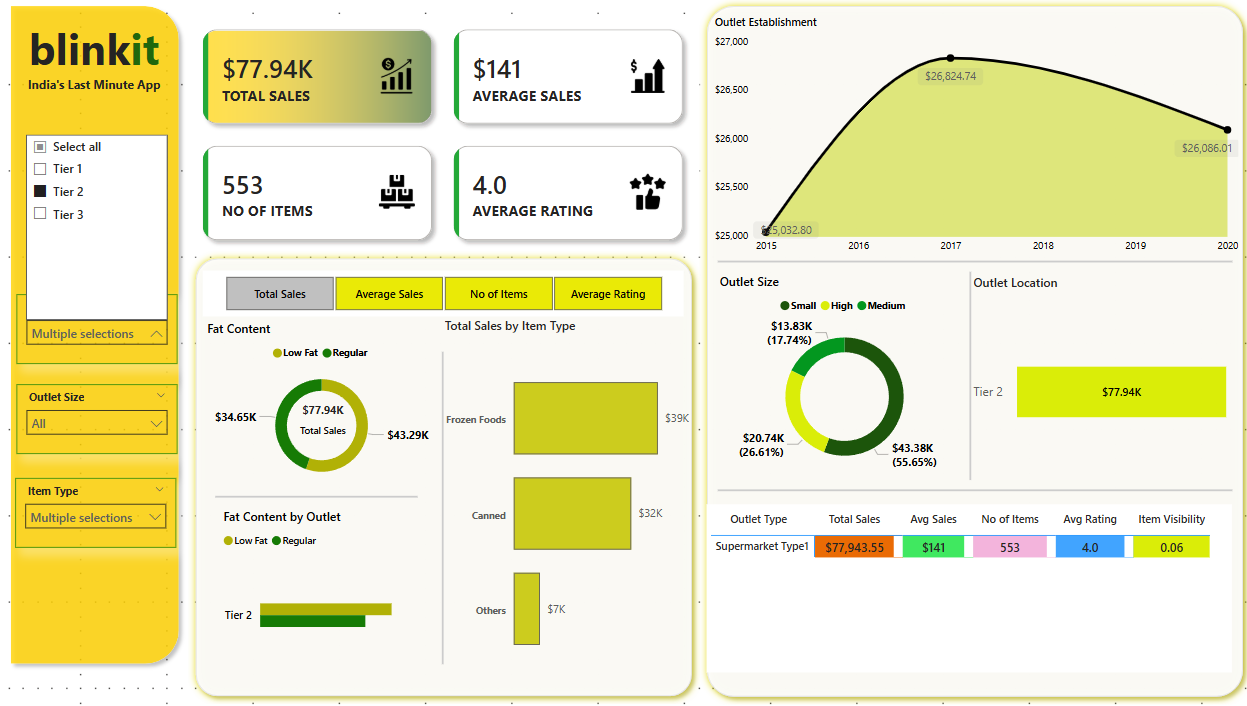 blinkit
India's Last Minute App
Select all
Tier 1
Tier 2
Tier 3
Multiple selections
Outlet Size
All
Item Type
Multiple selections
$77.94K
TOTAL SALES
$141
AVERAGE SALES
553
NO OF ITEMS
4.0
AVERAGE RATING
Total Sales
Average Sales
No of Items
Average Rating
Fat Content
Low Fat Regular
$34.65K
$77.94K
Total Sales
$43.29K
Fat Content by Outlet
Low Fat Regular
Tier 2
Total Sales by Item Type
Frozen Foods $39K
Canned $32K
Others $7K
Outlet Establishment
$27,000
$26,500
$26,000
$25,500
$25,000
$26,824.74
$26,086.01
$25,032.80
2015 2016 2017 2018 2019 2020
Outlet Size
Small High Medium
$13.83K
(17.74%)
$20.74K
(26.61%)
$43.38K
(55.65%)
Outlet Location
Tier 2 $77.94K
Outlet Type Total Sales Avg Sales No of Items Avg Rating Item Visibility
Supermarket Type1 $77,943.55 $141 553 4.0 0.06